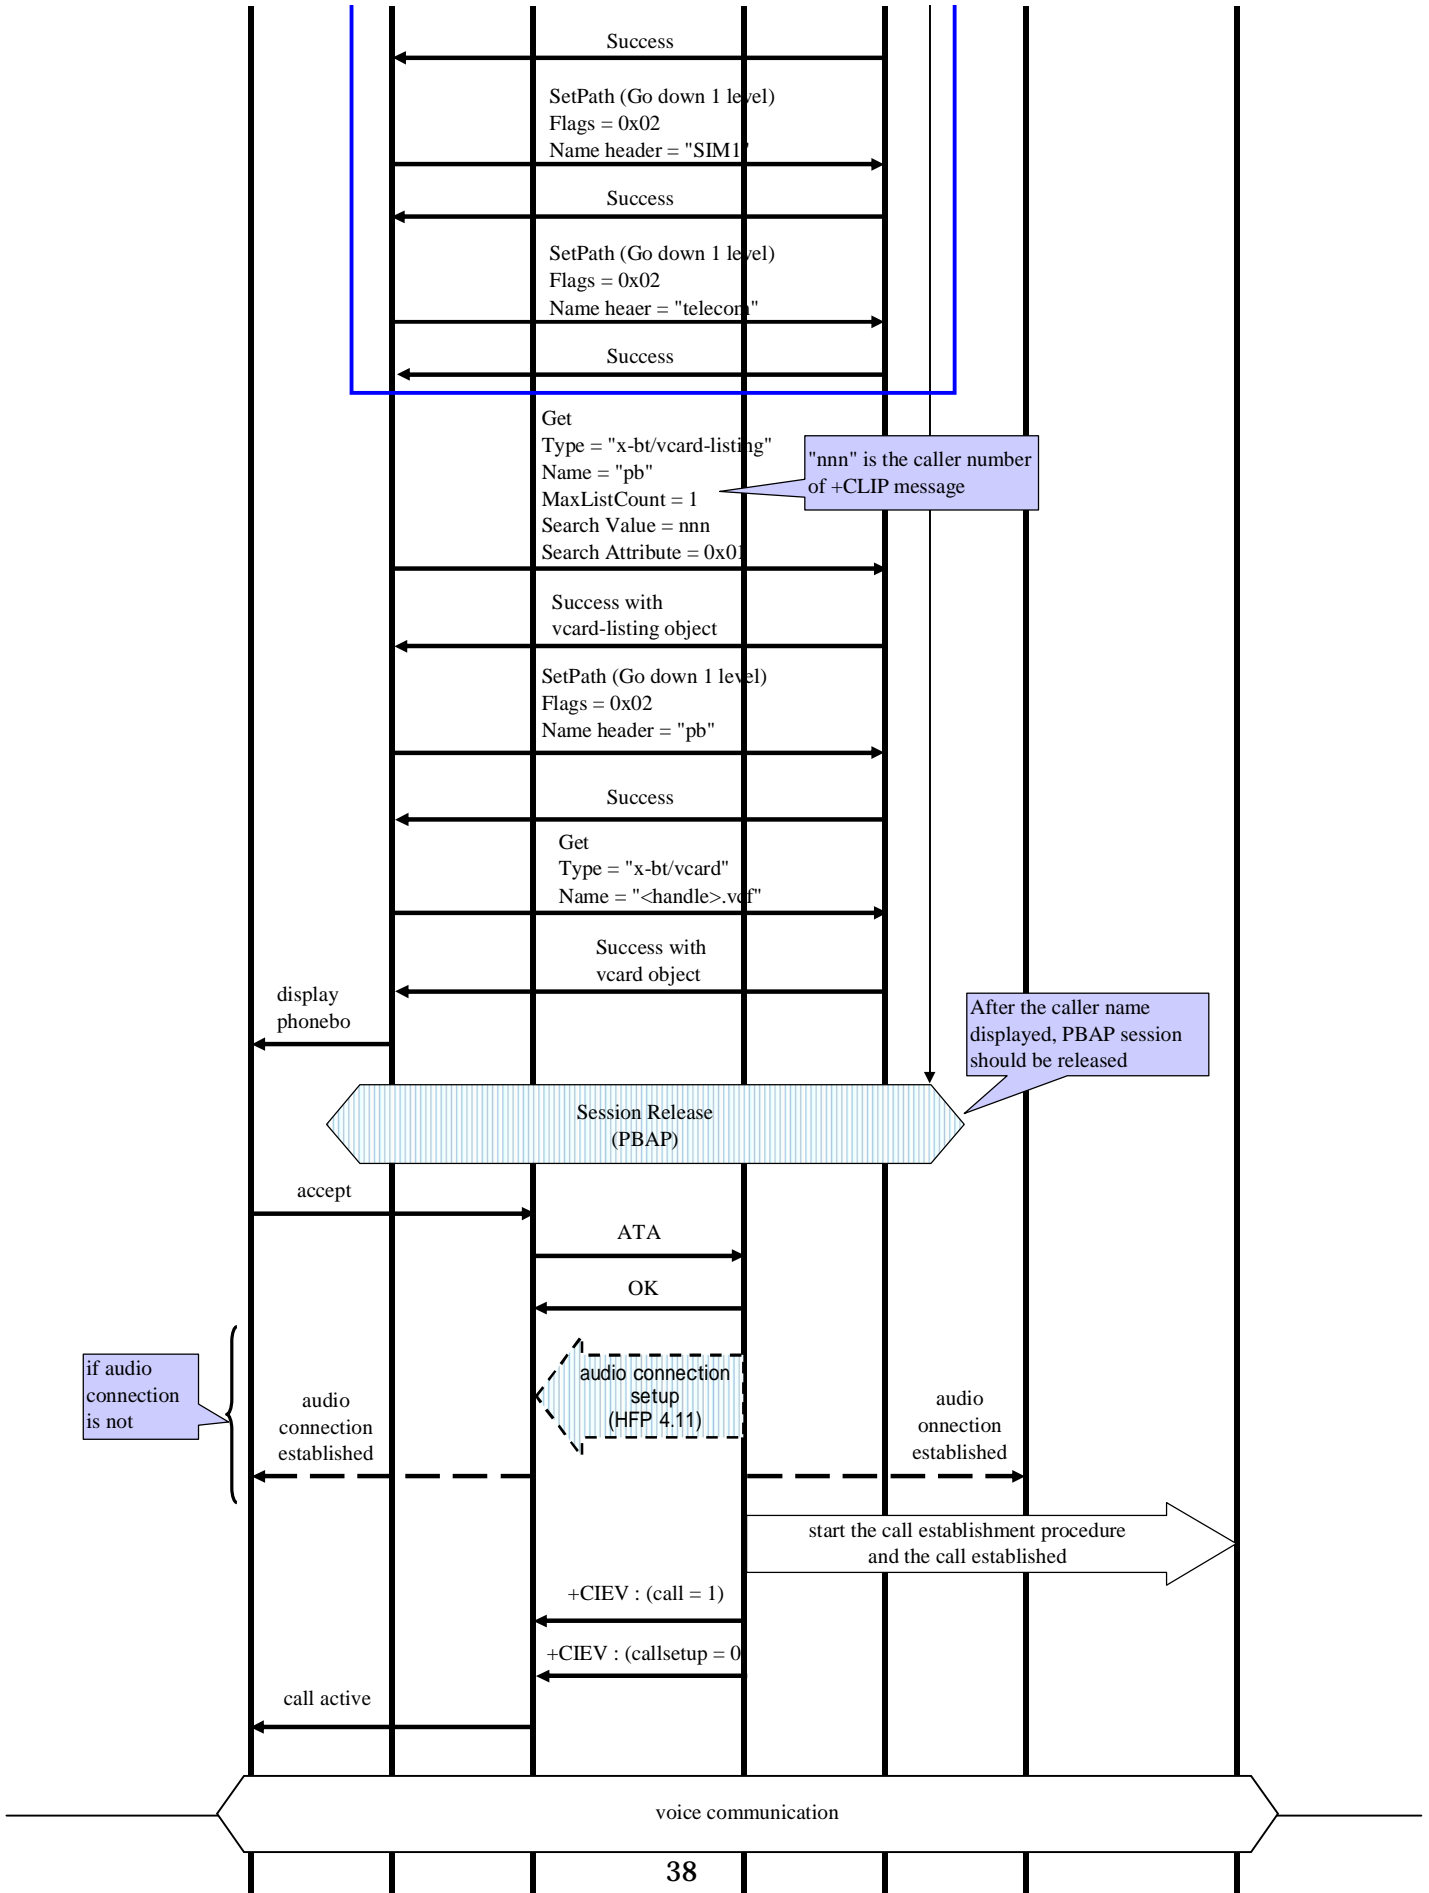 Success
SetPath (Go down 1 level)
Flags = 0x02
Name header = "SIM1"
Success
SetPath (Go down 1 level)
Flags = 0x02
Name heaer = "telecom"
Success
Get
Type = "x-bt/vcard-listing"
Name = "pb"
MaxListCount = 1
Search Value = nnn
Search Attribute = 0x01
"nnn" is the caller number
of +CLIP message
Success with
vcard-listing object
SetPath (Go down 1 level)
Flags = 0x02
Name header = "pb"
Success
Get
Type = "x-bt/vcard"
Name = "<handle>.vcf"
Success with
vcard object
display
phonebo
After the caller name
displayed, PBAP session
should be released
Session Release
(PBAP)
accept
ATA
OK
if audio
connection
is not
audio
connection
established
audio connection
setup
(HFP 4.11)
audio
onnection
established
start the call establishment procedure
and the call established
+CIEV : (call = 1)
+CIEV : (callsetup = 0
call active
voice communication
38